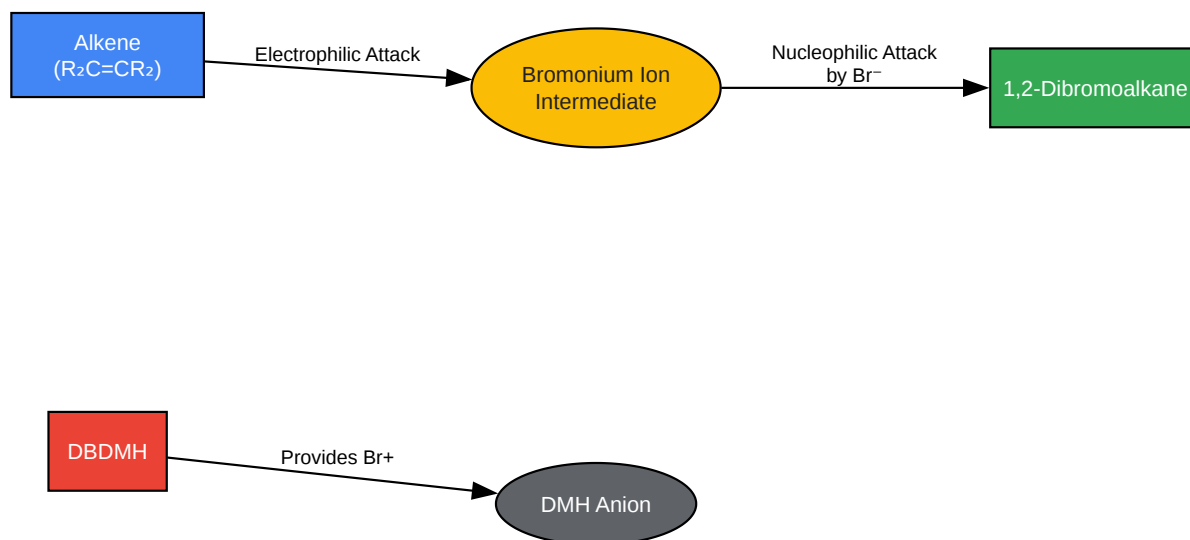 Alkene
(R₂C=CR₂)
Electrophilic Attack
Bromonium Ion
Intermediate
Nucleophilic Attack
by Br⁻
1,2-Dibromoalkane
DBDMH
Provides Br+
DMH Anion